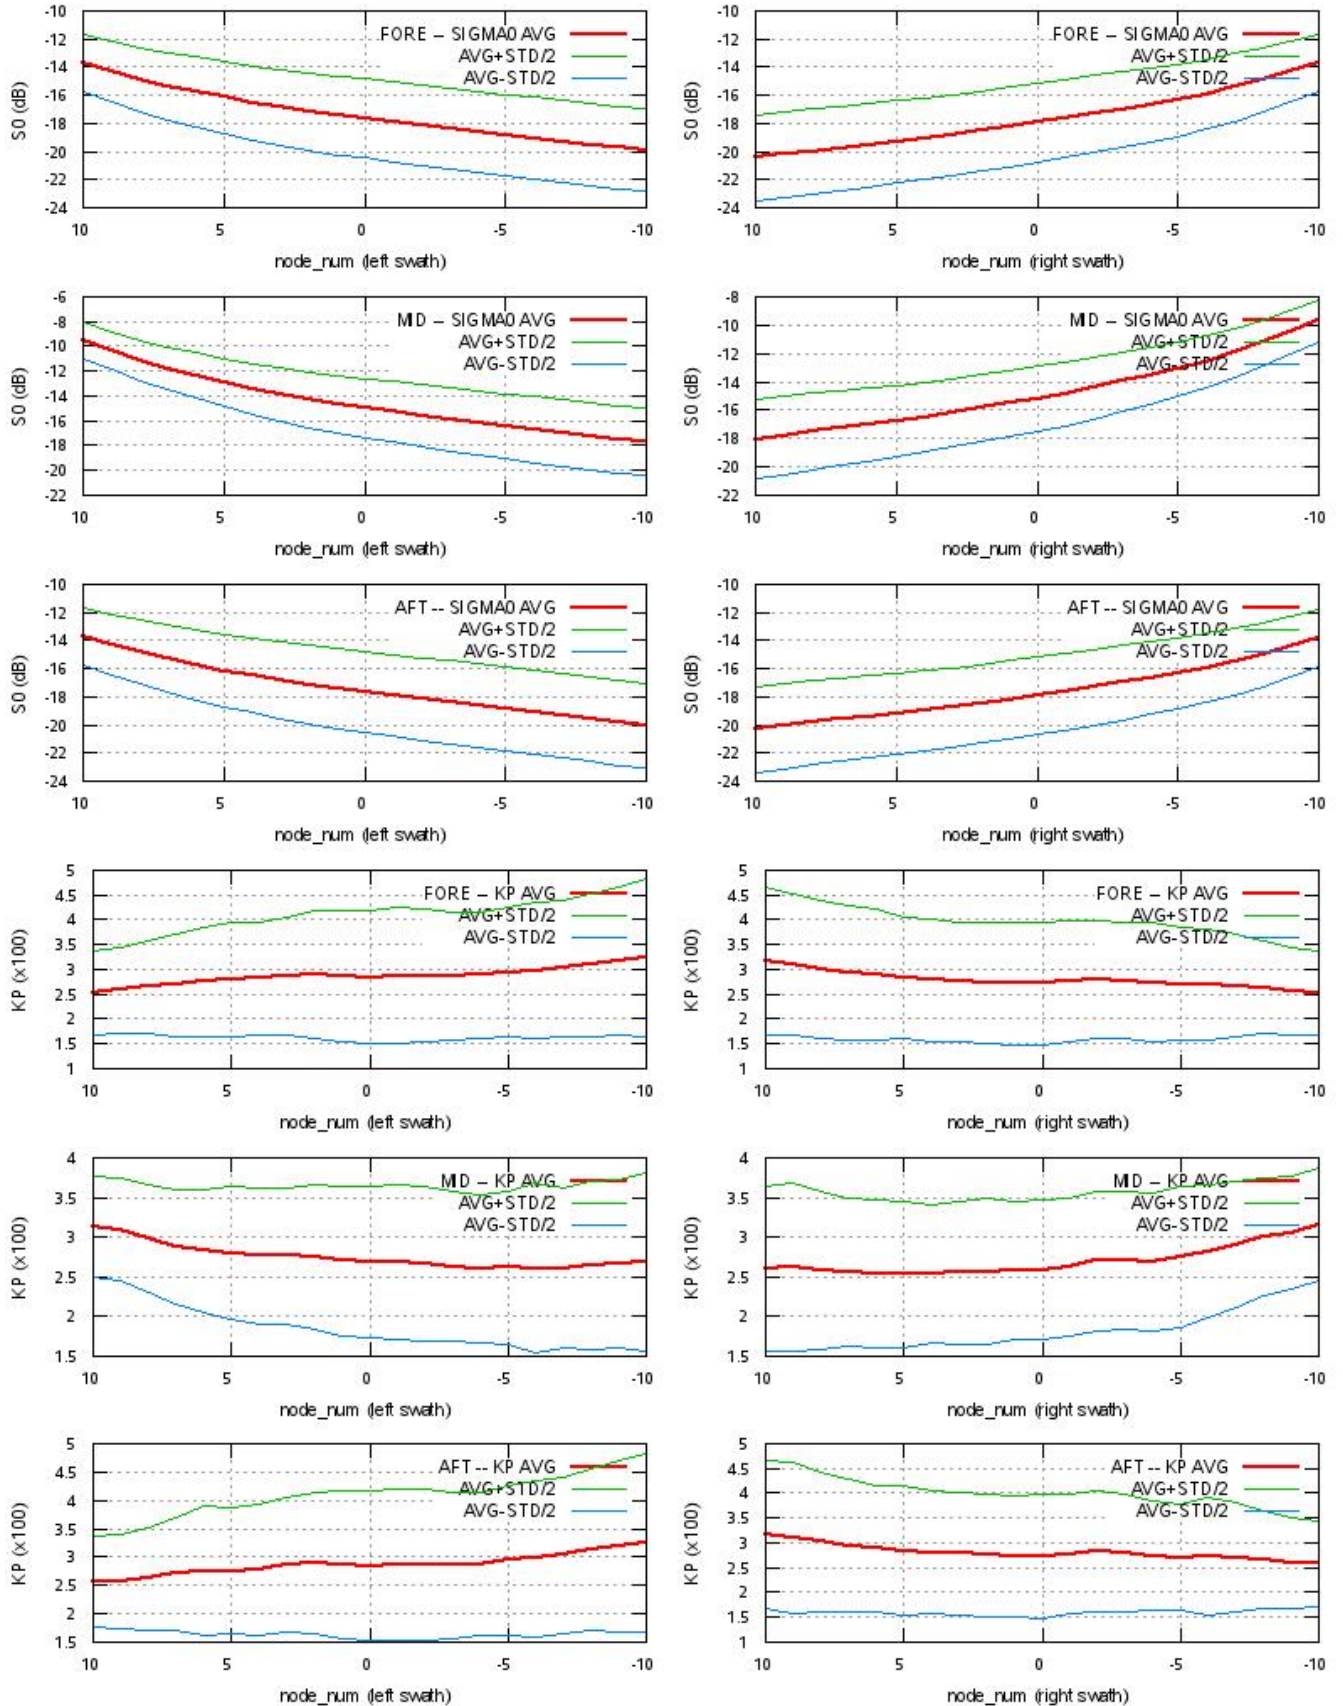 -10
-12
-14
-16
-18
-20
-22
-24
S0 (dB)
FORE – SIGMA0 AVG
AVG+STD/2
AVG-STD/2
10 5 0 -5 -10
node_num (left swath)
-10
-12
-14
-16
-18
-20
-22
-24
S0 (dB)
FORE – SIGMA0 AVG
AVG+STD/2
AVG-STD/2
10 5 0 -5 -10
node_num (right swath)
-6
-8
-10
-12
-14
-16
-18
-20
-22
S0 (dB)
MID – SIGMA0 AVG
AVG+STD/2
AVG-STD/2
10 5 0 -5 -10
node_num (left swath)
-8
-10
-12
-14
-16
-18
-20
-22
S0 (dB)
MID – SIGMA0 AVG
AVG+STD/2
AVG-STD/2
10 5 0 -5 -10
node_num (right swath)
-10
-12
-14
-16
-18
-20
-22
-24
S0 (dB)
AFT -- SIGMA0 AVG
AVG+STD/2
AVG-STD/2
10 5 0 -5 -10
node_num (left swath)
-10
-12
-14
-16
-18
-20
-22
-24
S0 (dB)
AFT -- SIGMA0 AVG
AVG+STD/2
AVG-STD/2
10 5 0 -5 -10
node_num (right swath)
5
4.5
4
3.5
3
2.5
2
1.5
1
KP (x100)
FORE – KP AVG
AVG+STD/2
AVG-STD/2
10 5 0 -5 -10
node_num (left swath)
5
4.5
4
3.5
3
2.5
2
1.5
1
KP (x100)
FORE – KP AVG
AVG+STD/2
AVG-STD/2
10 5 0 -5 -10
node_num (right swath)
4
3.5
3
2.5
2
1.5
KP (x100)
MID – KP AVG
AVG+STD/2
AVG-STD/2
10 5 0 -5 -10
node_num (left swath)
4
3.5
3
2.5
2
1.5
KP (x100)
MID – KP AVG
AVG+STD/2
AVG-STD/2
10 5 0 -5 -10
node_num (right swath)
5
4.5
4
3.5
3
2.5
2
1.5
KP (x100)
AFT -- KP AVG
AVG+STD/2
AVG-STD/2
10 5 0 -5 -10
node_num (left swath)
5
4.5
4
3.5
3
2.5
2
1.5
1
KP (x100)
AFT -- KP AVG
AVG+STD/2
AVG-STD/2
10 5 0 -5 -10
node_num (right swath)